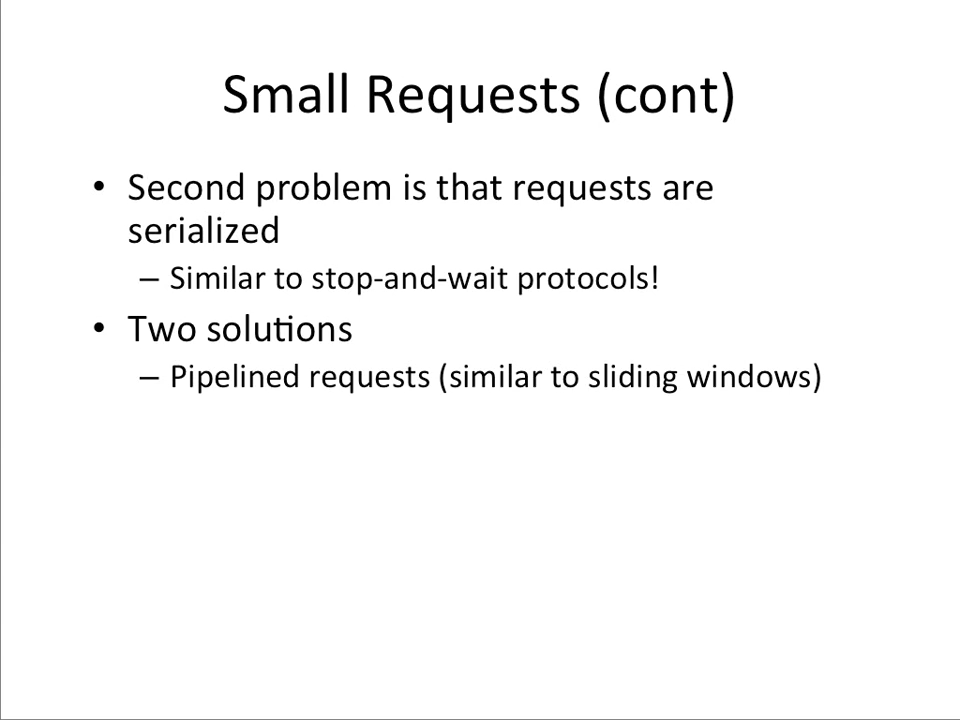 Small Requests (cont)
• Second problem is that requests are
serialized
– Similar to stop-and-wait protocols!
• Two solutions
– Pipelined requests (similar to sliding windows)